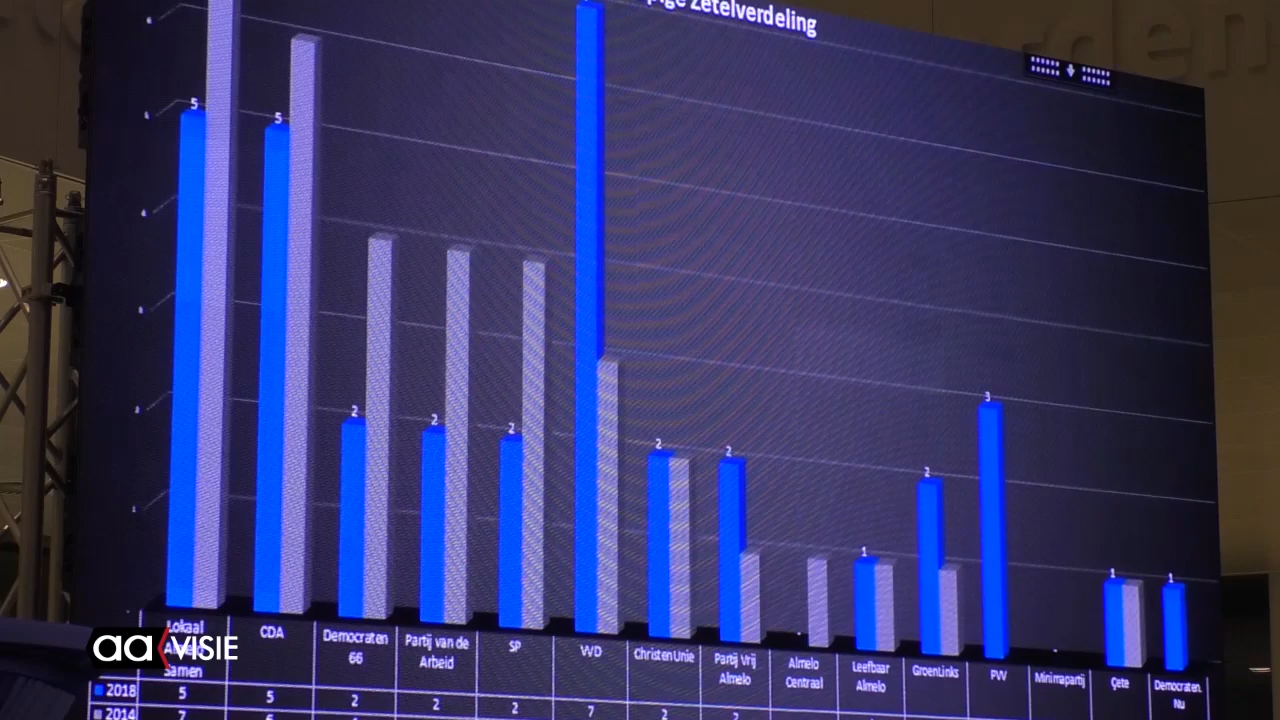 pige Zetelverdeling
5
5
2
2
2
2
2
1
2
3
1
1
Lokaal
Samen
CDA
Democraten
66
Partij van de
Arbeid
SP
VVD
ChristenUnie
Partij Vrij
Almelo
Almelo
Centraal
Leefbaar
Almelo
GroenLinks
PVV
Minimapartij
Çete
Democraten
Nu
2018 5 5 2 2 2 7 2 2
2014 7 6
aa VISIE